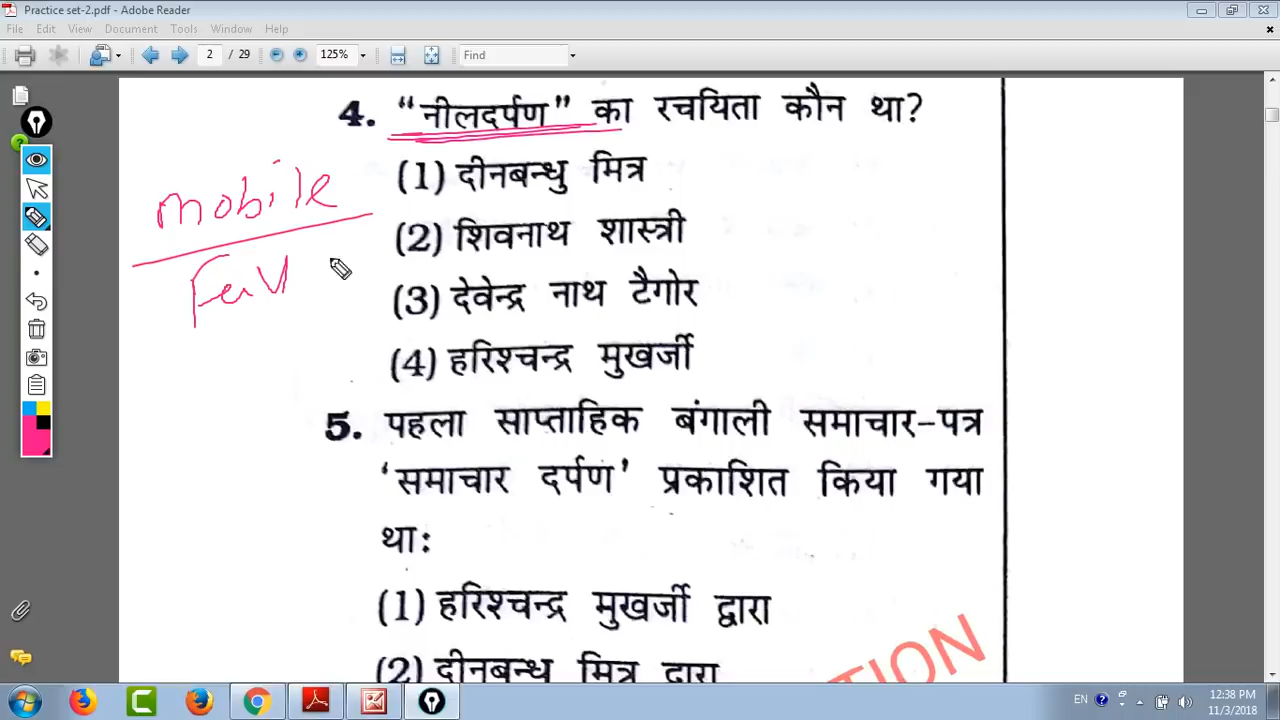 Practice set-2.pdf - Adobe Reader
File Edit View Document Tools Window Help
2 / 29 125% Find
4. “नीलदर्पण” का रचयिता कौन था?
(1) दीनबन्धु मित्र
mobile
(2) शिवनाथ शास्त्री
(3) देवेन्द्र नाथ टैगोर
(4) हरिश्चन्द्र मुखर्जी
5. पहला साप्ताहिक बंगाली समाचार-पत्र
‘समाचार दर्पण’ प्रकाशित किया गया
थाः
(1) हरिश्चन्द्र मुखर्जी द्वारा
(2) दीनबन्धु मित्र द्वारा
EN 12:38 PM
11/3/2018